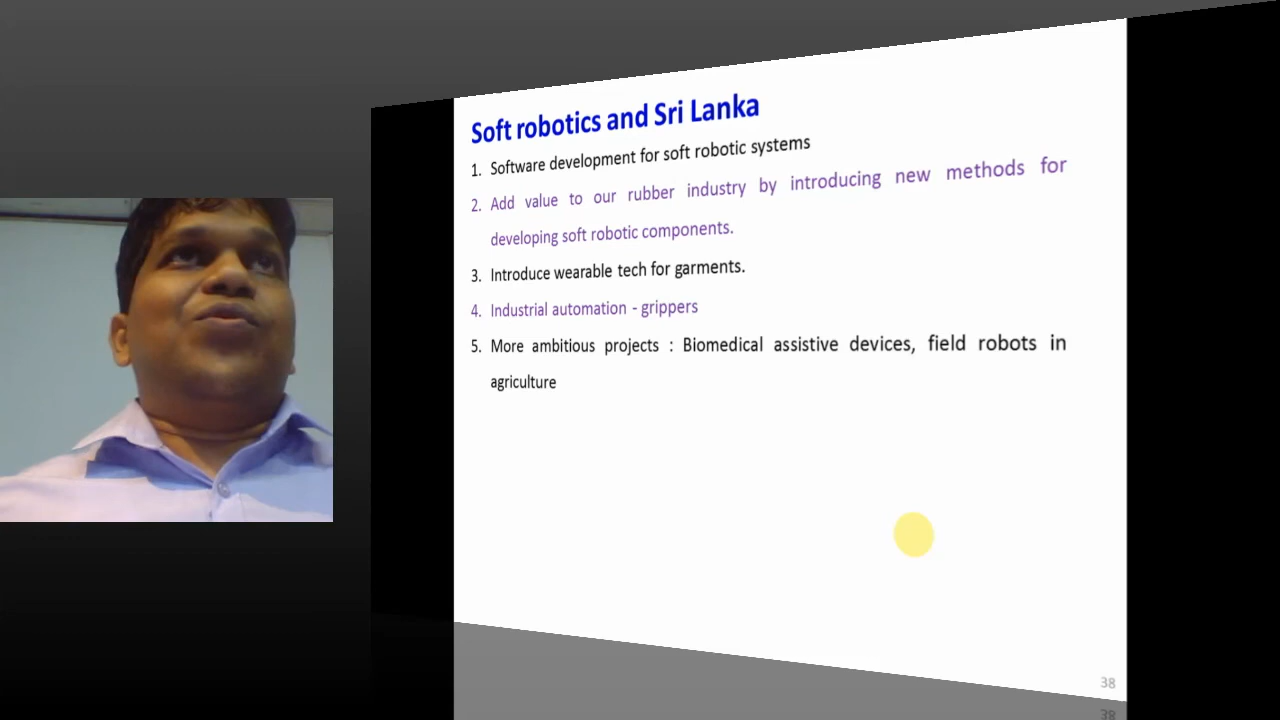 Soft robotics and Sri Lanka
1. Software development for soft robotic systems
2. Add value to our rubber industry by introducing new methods for
developing soft robotic components.
3. Introduce wearable tech for garments.
4. Industrial automation - grippers
5. More ambitious projects : Biomedical assistive devices, field robots in
agriculture
38
38